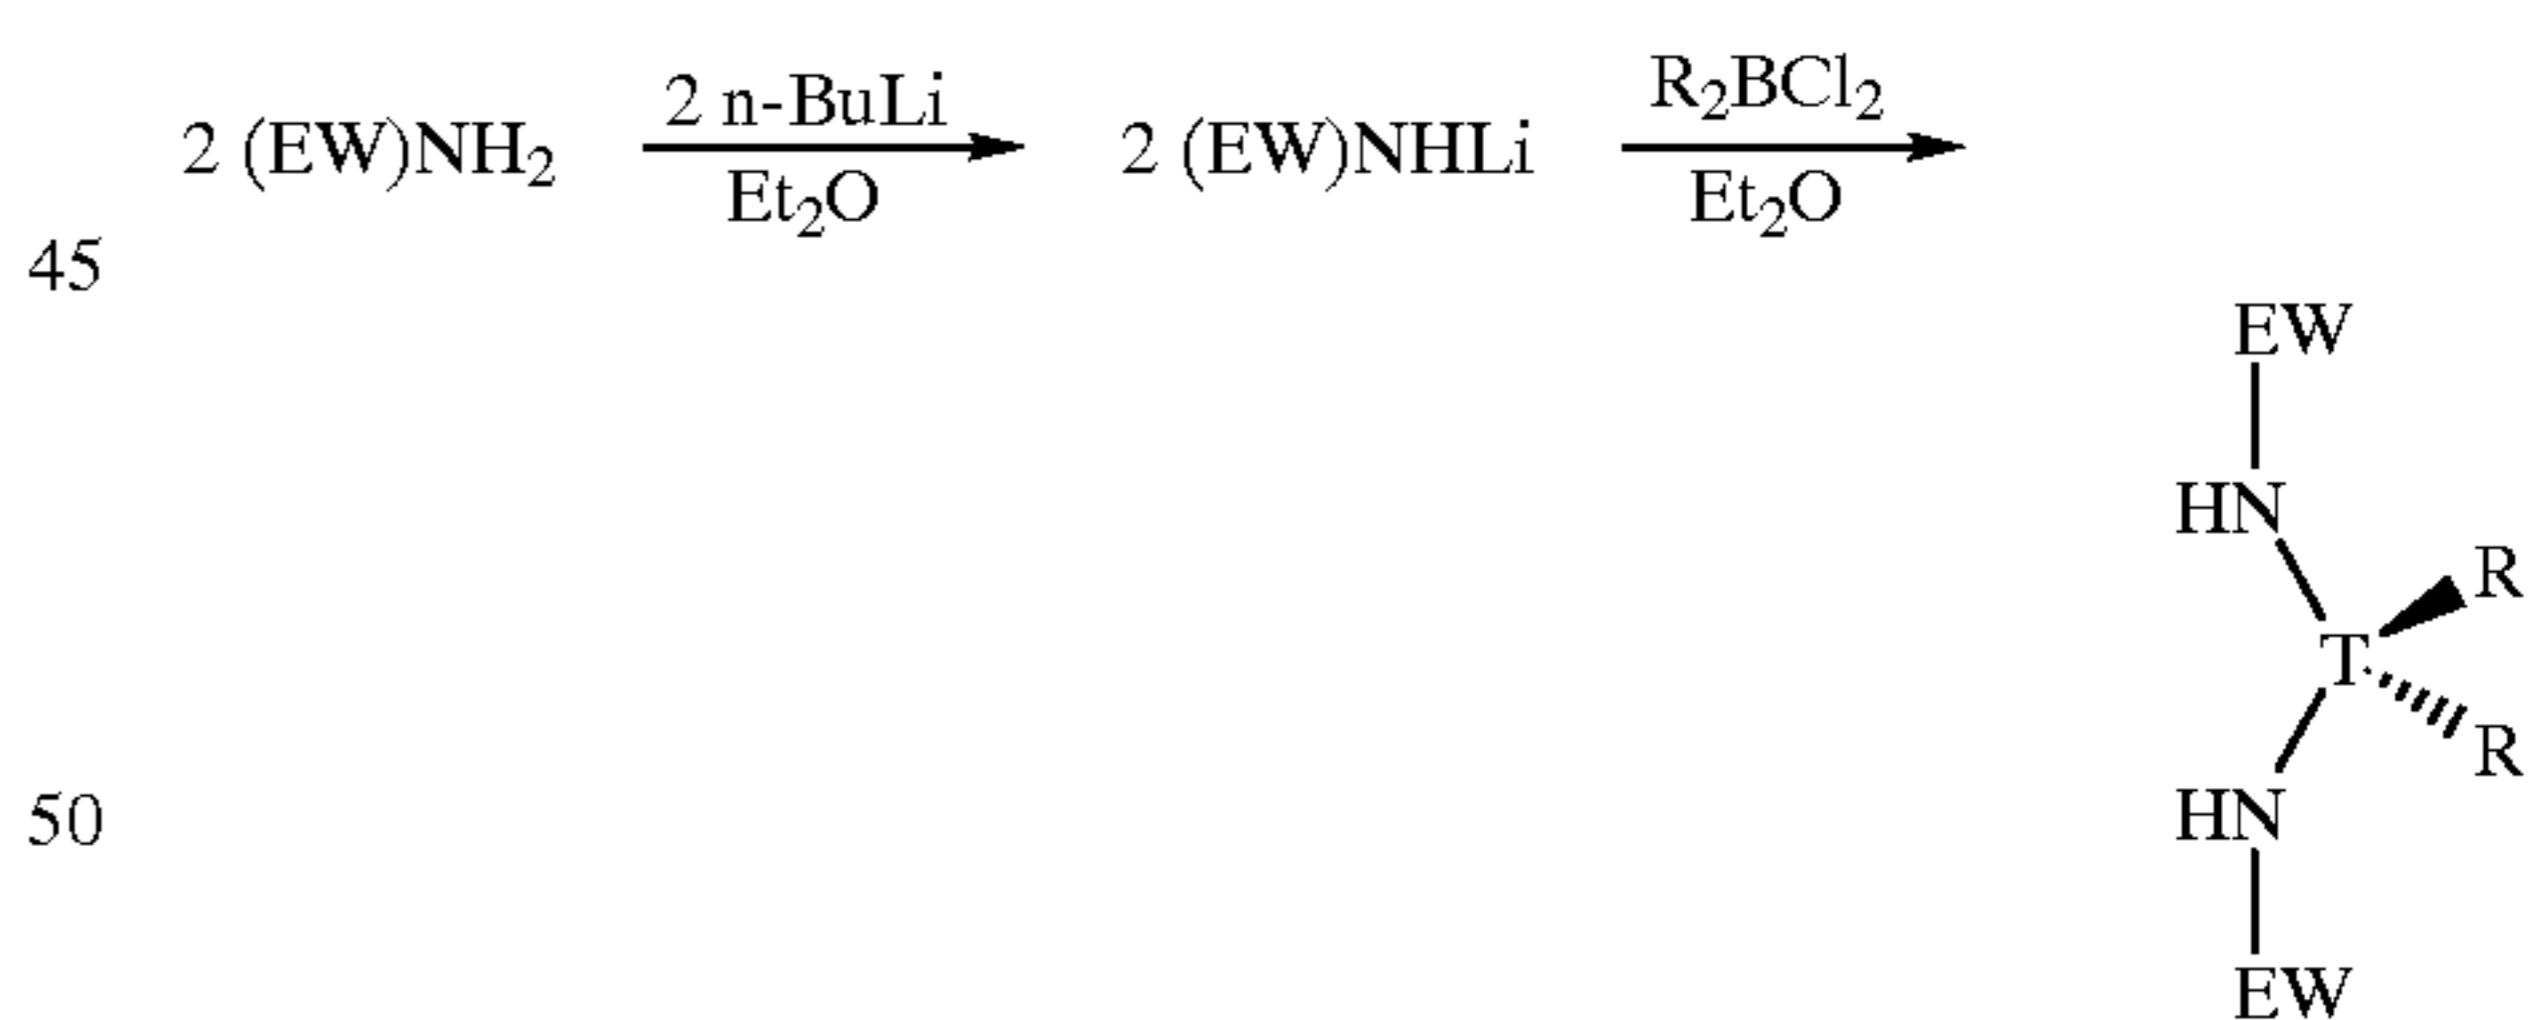 2 (EW)NH₂ 2 n-BuLi Et₂O 2 (EW)NHLi R₂BCl₂ Et₂O
45
EW
HN
R
T
R
50
HN
EW